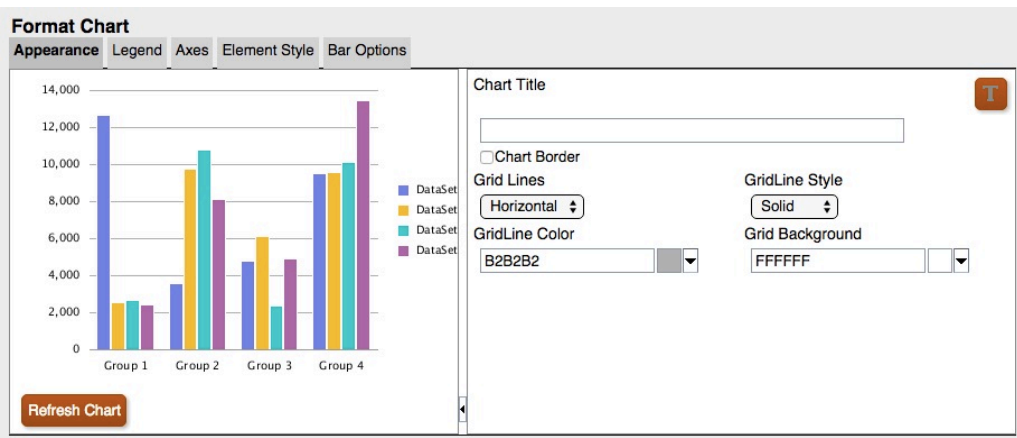 Format Chart
Appearance Legend Axes Element Style Bar Options
14,000
12,000
10,000
8,000
6,000
4,000
2,000
0
Group 1 Group 2 Group 3 Group 4
DataSet
DataSet
DataSet
DataSet
Refresh Chart
Chart Title
T
Chart Border
Grid Lines GridLine Style
Horizontal Solid
GridLine Color Grid Background
B2B2B2 FFFFFF